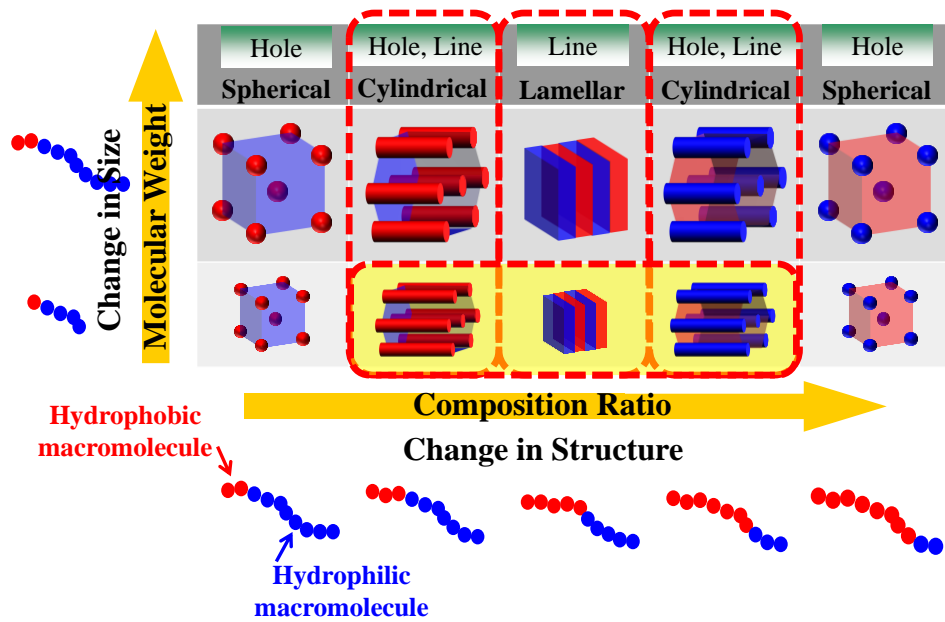 Hole
Hole, Line
Line
Hole, Line
Hole
Spherical
Cylindrical
Lamellar
Cylindrical
Spherical
Change in Size
Molecular Weight
Composition Ratio
Change in Structure
Hydrophobic
macromolecule
Hydrophilic
macromolecule